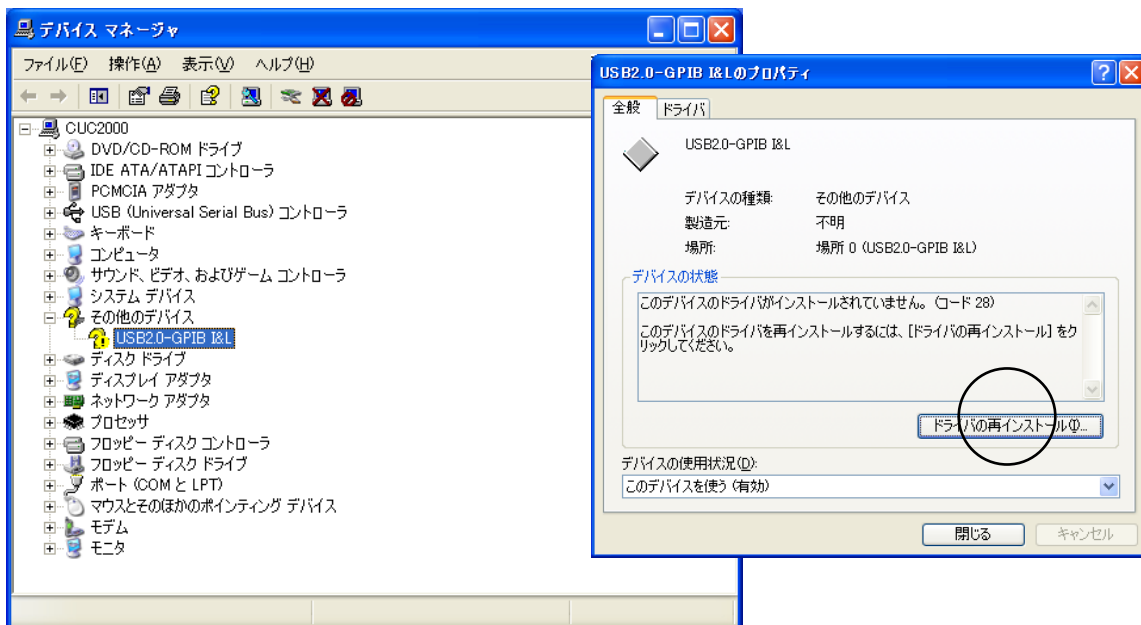 デバイス マネージャ
ファイル(F) 操作(A) 表示(V) ヘルプ(H)
CUC2000
DVD/CD-ROM ドライブ
IDE ATA/ATAPI コントローラ
PCMCIA アダプタ
USB (Universal Serial Bus) コントローラ
キーボード
コンピュータ
サウンド、ビデオ、およびゲーム コントローラ
システム デバイス
その他のデバイス
USB2.0-GPIB I&L
ディスク ドライブ
ディスプレイ アダプタ
ネットワーク アダプタ
プロセッサ
フロッピー ディスク コントローラ
フロッピー ディスク ドライブ
ポート (COM と LPT)
マウスとそのほかのポインティング デバイス
モデム
モニタ
USB2.0-GPIB I&Lのプロパティ
全般 ドライバ
USB2.0-GPIB I&L
デバイスの種類: その他のデバイス
製造元: 不明
場所: 場所 0 (USB2.0-GPIB I&L)
デバイスの状態
このデバイスのドライバがインストールされていません。(コード 28)
このデバイスのドライバを再インストールするには、[ドライバの再インストール] をク
リックしてください。
ドライバの再インストール(I)...
デバイスの使用状況(D):
このデバイスを使う (有効)
閉じる キャンセル